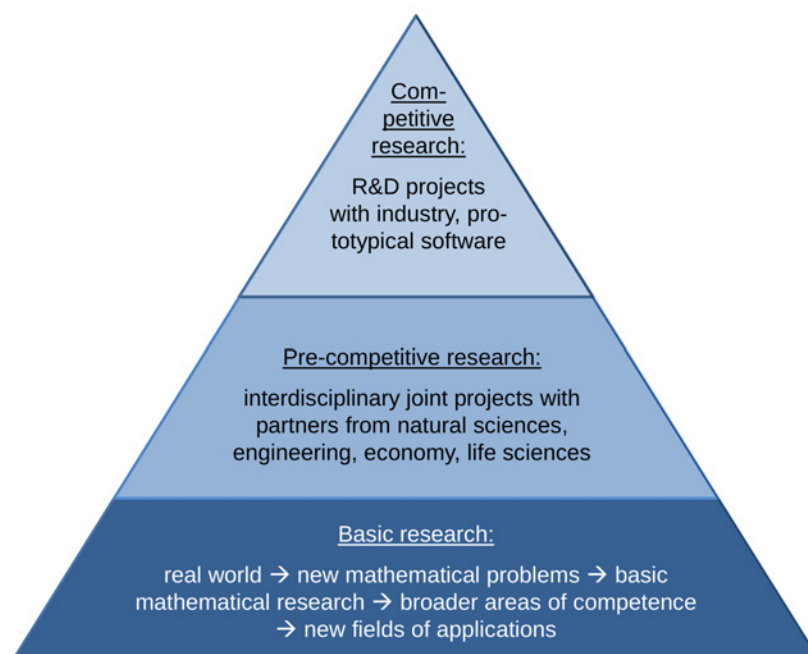 Com-
petitive
research:
R&D projects
with industry, pro-
totypical software
Pre-competitive research:
interdisciplinary joint projects with
partners from natural sciences,
engineering, economy, life sciences
Basic research:
real world → new mathematical problems → basic
mathematical research → broader areas of competence
→ new fields of applications